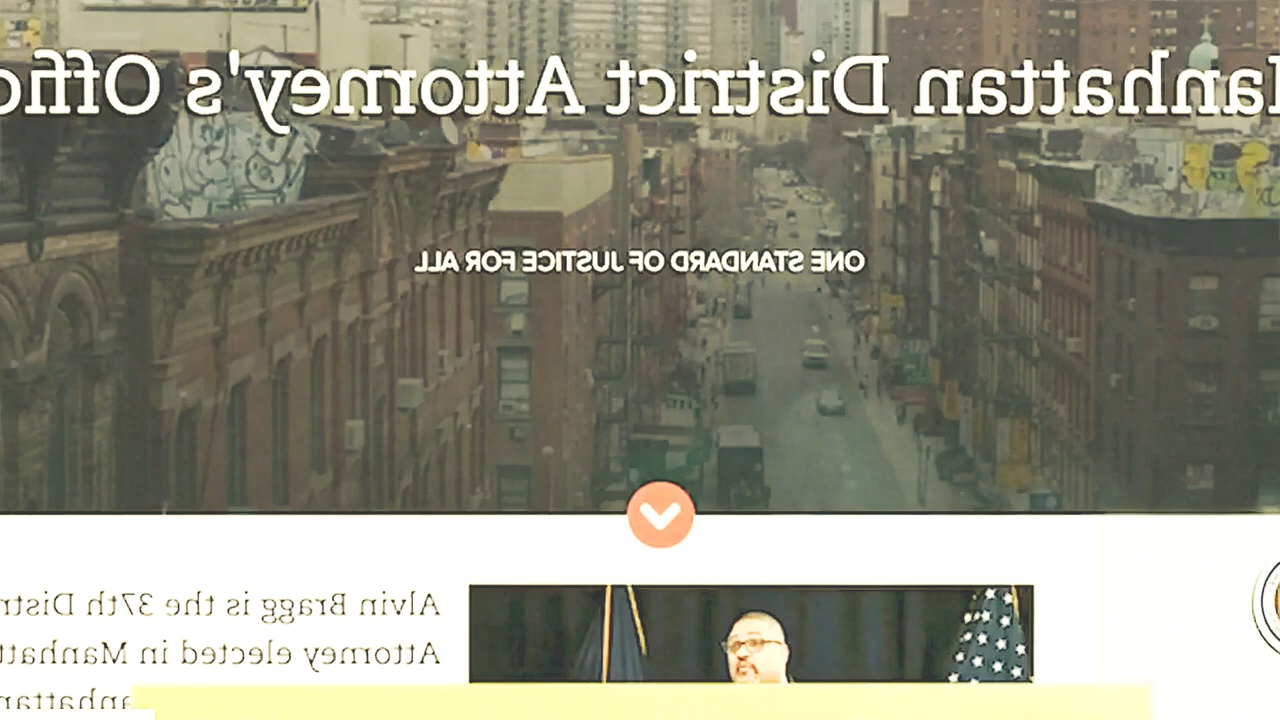 anhattan District Attorney's Offic
ONE STANDARD OF JUSTICE FOR ALL
Alvin Bragg is the 37th Distr
Attorney elected in Manhatt
anhattan